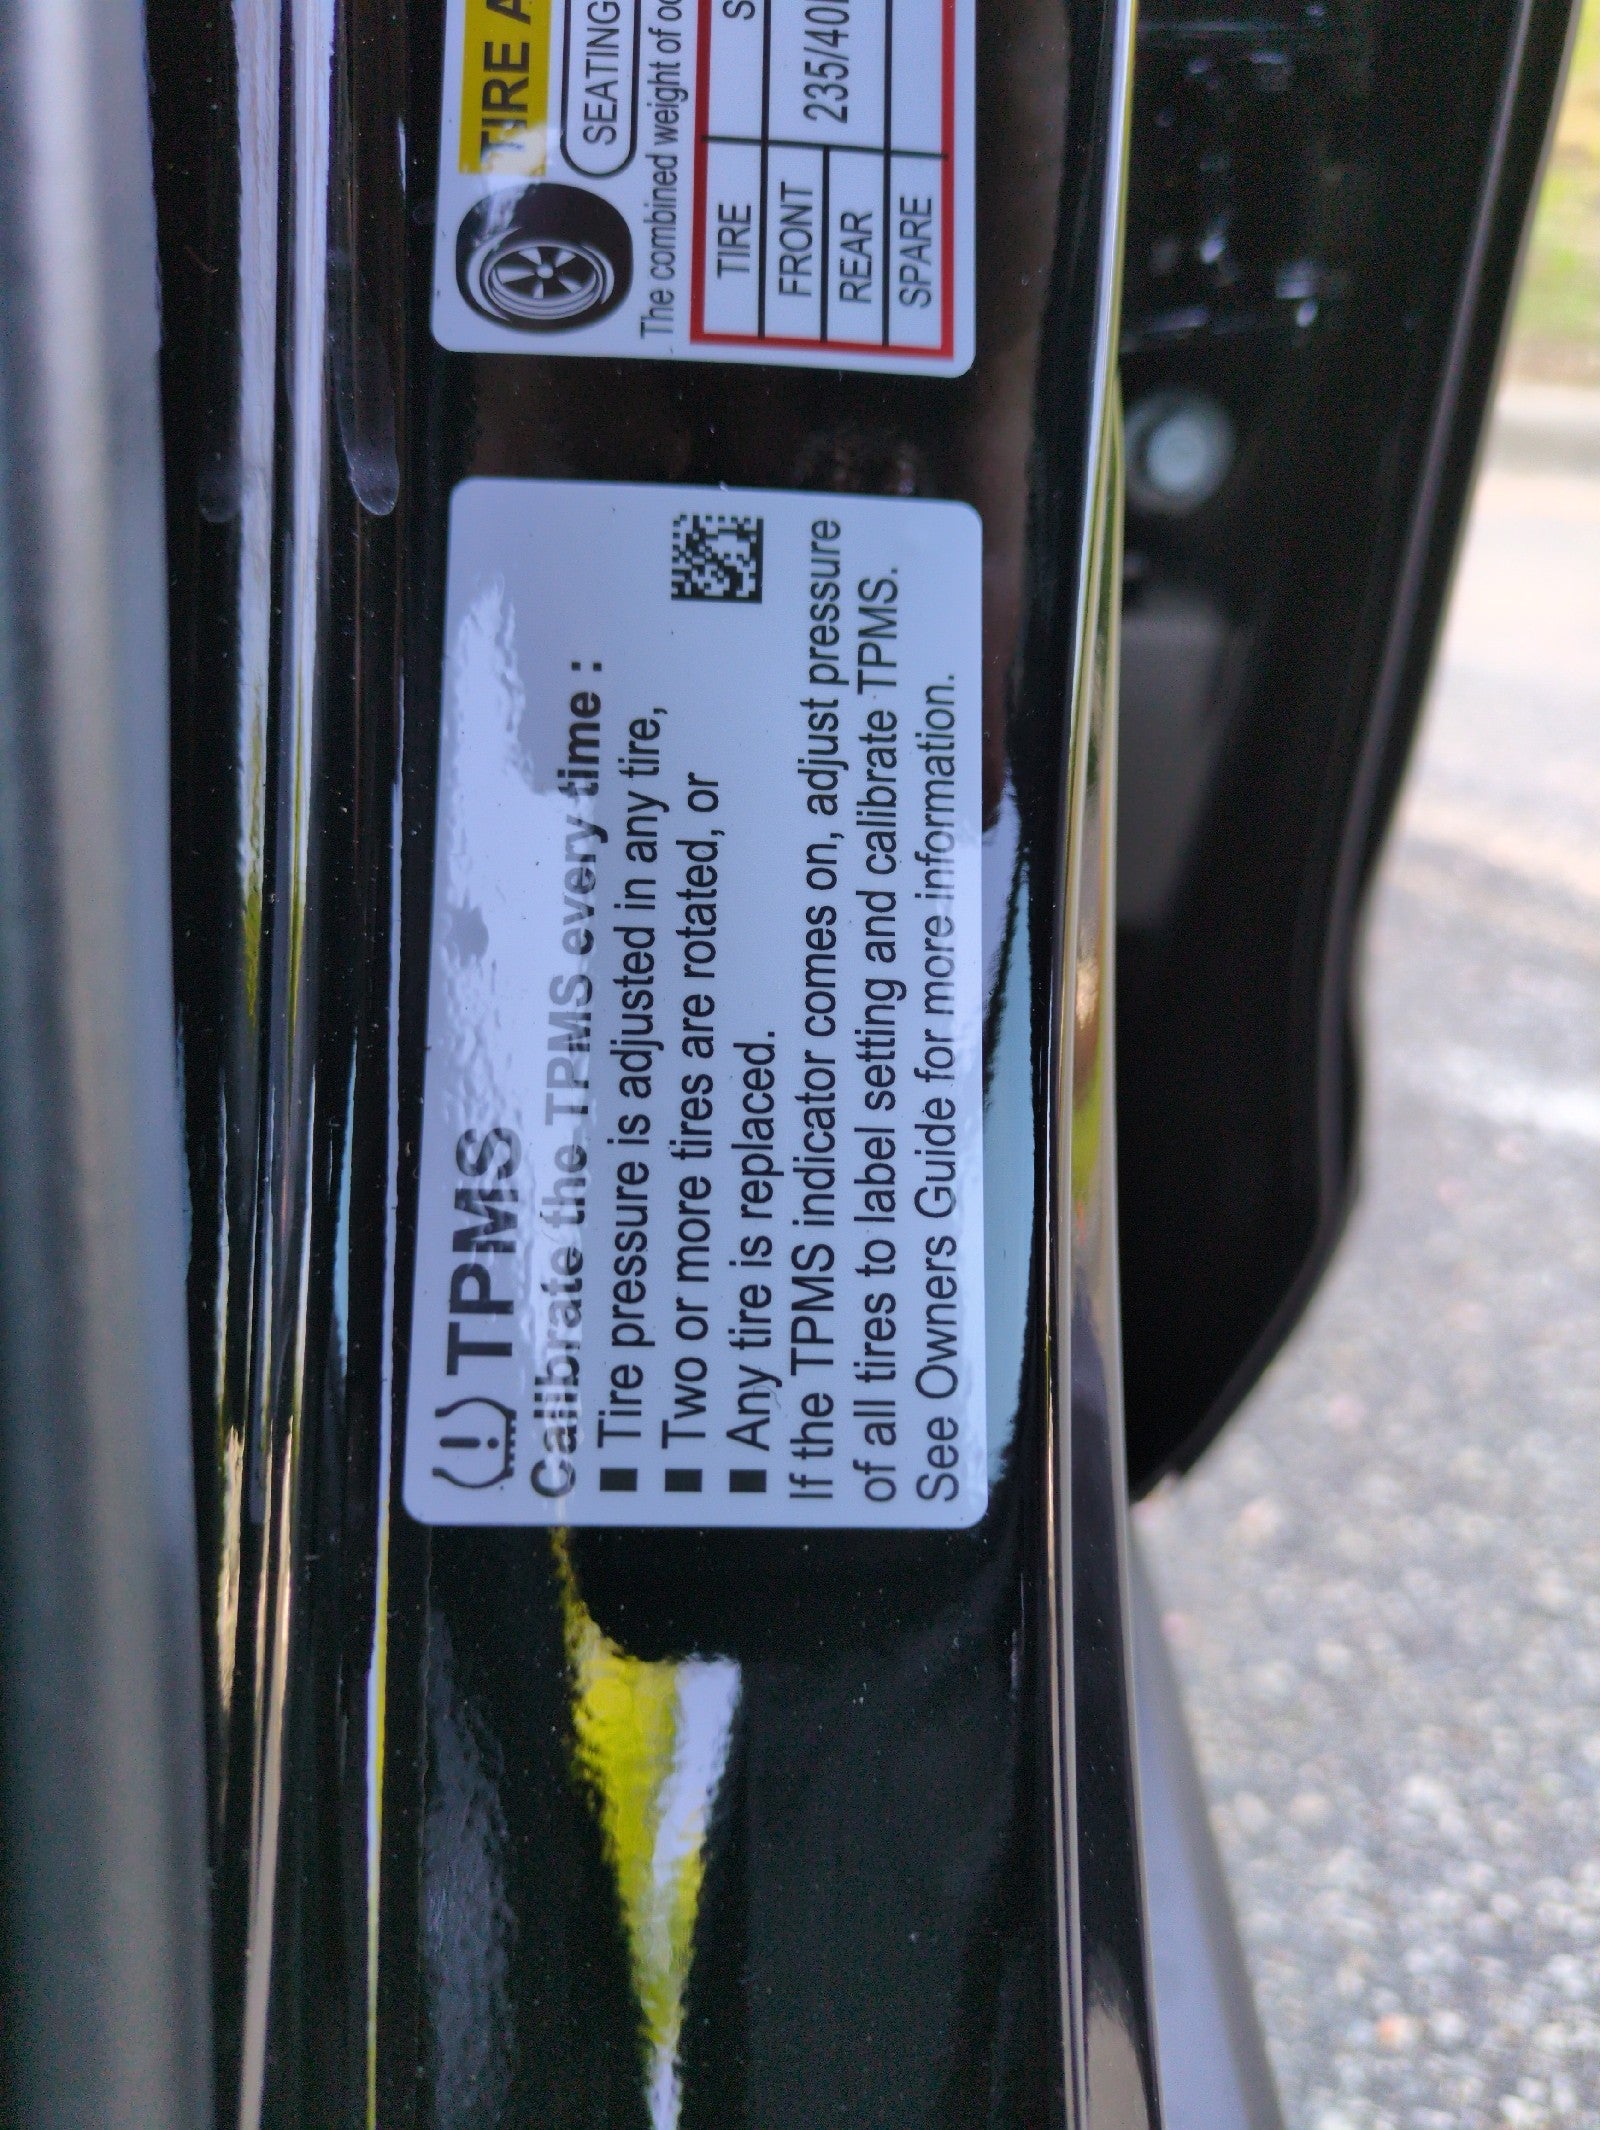 TPMS
Calibrate the TPMS every time :
■ Tire pressure is adjusted in any tire,
■ Two or more tires are rotated, or
■ Any tire is replaced.
If the TPMS indicator comes on, adjust pressure
of all tires to label setting and calibrate TPMS.
See Owners Guide for more information.
TIRE A
SEATING
The combined weight of oc
TIRE S
FRONT 235/40
REAR
SPARE